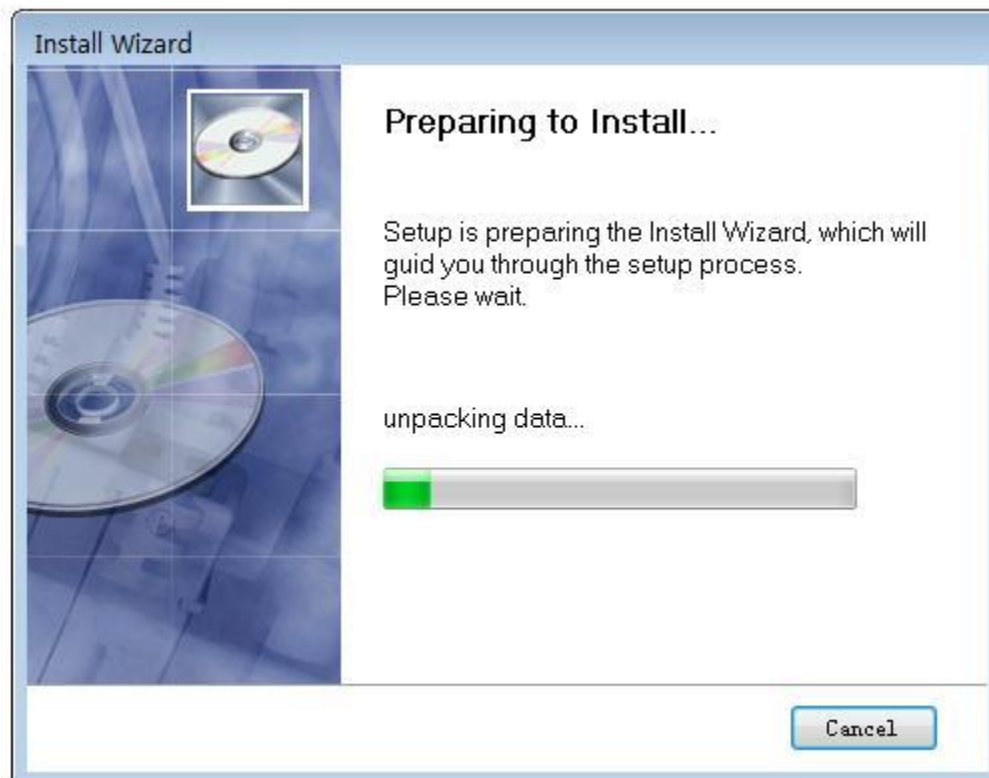 Install Wizard
Preparing to Install...
Setup is preparing the Install Wizard, which will
guid you through the setup process.
Please wait.
unpacking data...
Cancel